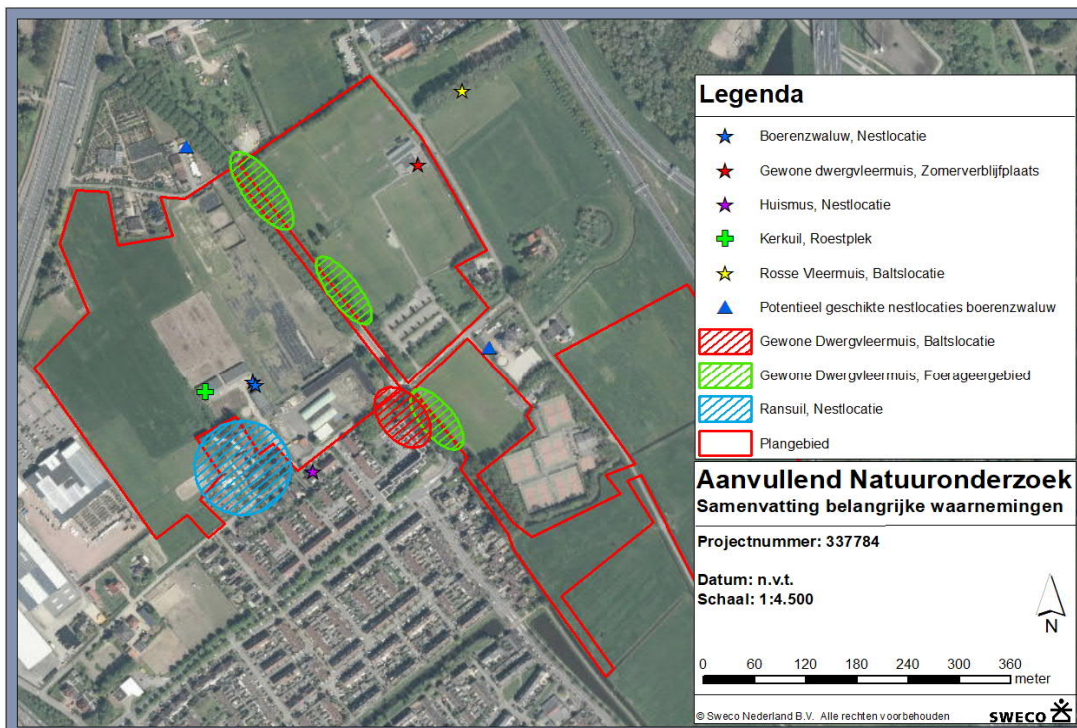 Legenda
Boerenzwaluw, Nestlocatie
Gewone dwergvleermuis, Zomerverblijfplaats
Huismus, Nestlocatie
Kerkuil, Roestplek
Rosse Vleermuis, Baltslocatie
Potentieel geschikte nestlocaties boerenzwaluw
Gewone Dwergvleermuis, Baltslocatie
Gewone Dwergvleermuis, Foerageergebied
Ransuil, Nestlocatie
Plangebied
Aanvullend Natuuronderzoek
Samenvatting belangrijke waarnemingen
Projectnummer: 337784
Datum: n.v.t.
Schaal: 1:4.500
N
0 60 120 180 240 300 360
meter
© Sweco Nederland B.V. Alle rechten voorbehouden SWECO